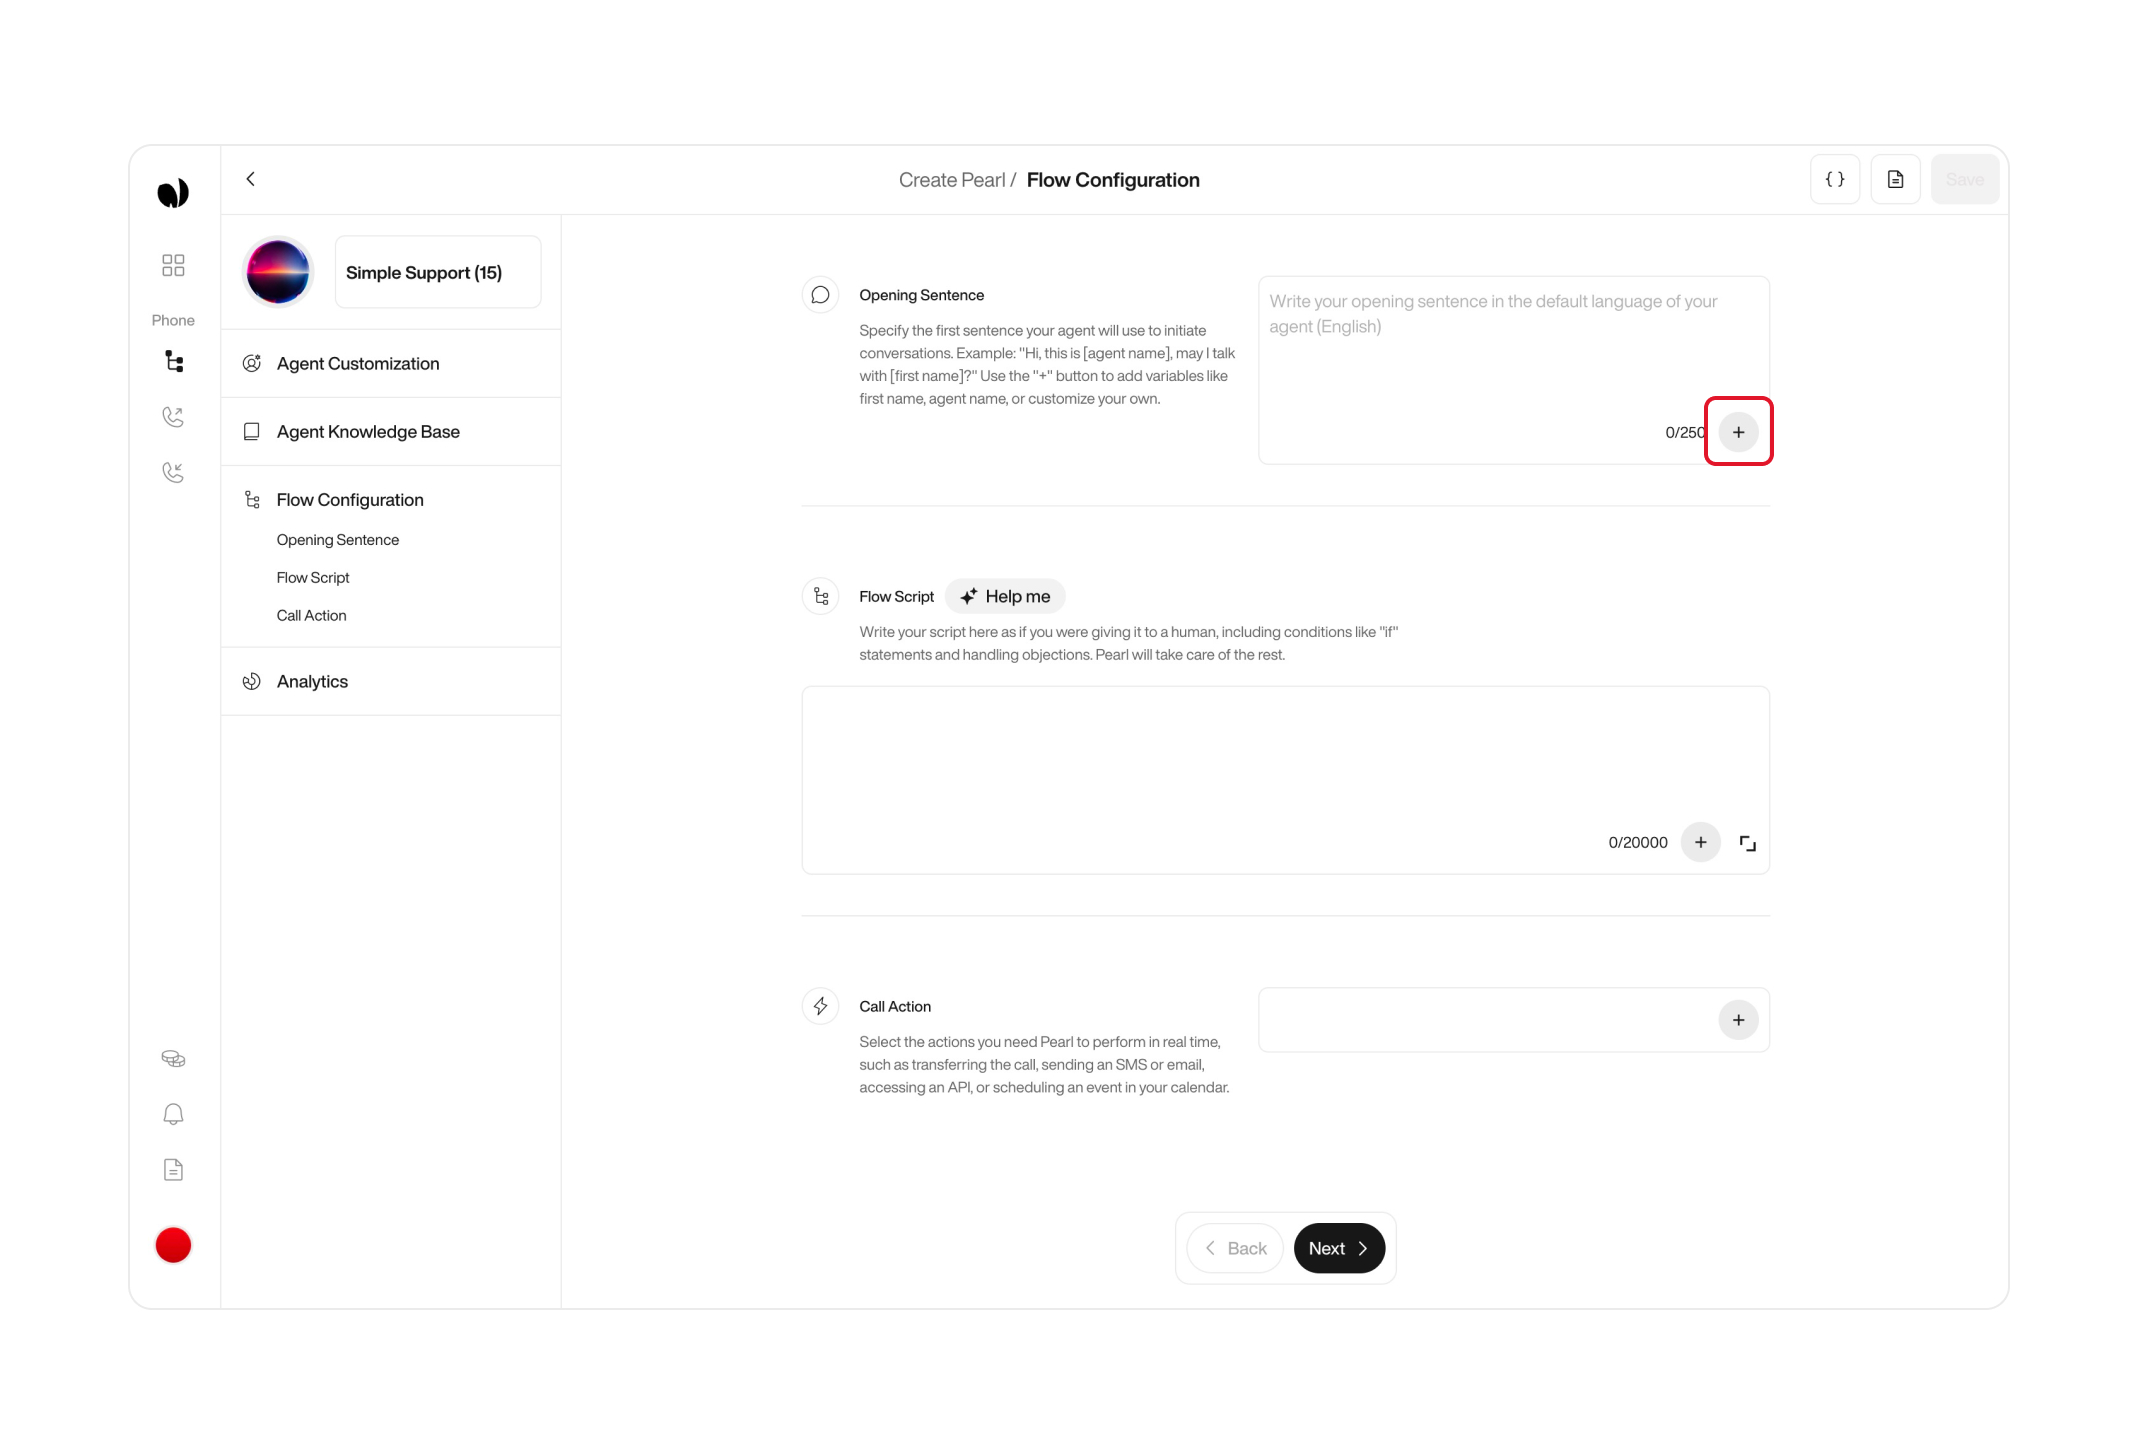 Create Pearl / Flow Configuration
{ }
Save
Phone
Simple Support (15)
Agent Customization
Agent Knowledge Base
Flow Configuration
Opening Sentence
Flow Script
Call Action
Analytics
Opening Sentence
Specify the first sentence your agent will use to initiate
conversations. Example: "Hi, this is [agent name], may I talk
with [first name]?" Use the "+" button to add variables like
first name, agent name, or customize your own.
Write your opening sentence in the default language of your
agent (English)
0/250
+
Flow Script
Help me
Write your script here as if you were giving it to a human, including conditions like "if"
statements and handling objections. Pearl will take care of the rest.
0/20000
+
Call Action
Select the actions you need Pearl to perform in real time,
such as transferring the call, sending an SMS or email,
accessing an API, or scheduling an event in your calendar.
+
Back
Next